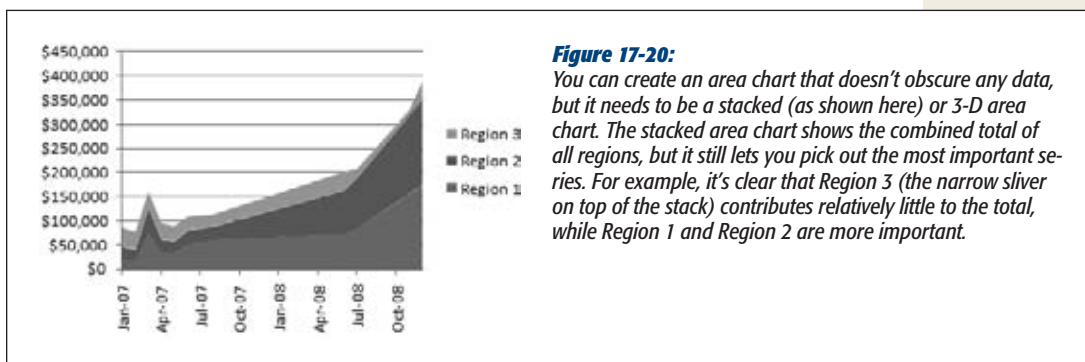 $450,000
$400,000
$350,000
$300,000
$250,000
$200,000
$150,000
$100,000
$50,000
$0
Jan-07
Apr-07
Jul-07
Oct-07
Jan-08
Apr-08
Jul-08
Oct-08
Region 3
Region 2
Region 1
Figure 17-20:
You can create an area chart that doesn't obscure any data,
but it needs to be a stacked (as shown here) or 3-D area
chart. The stacked area chart shows the combined total of
all regions, but it still lets you pick out the most important se-
ries. For example, it's clear that Region 3 (the narrow sliver
on top of the stack) contributes relatively little to the total,
while Region 1 and Region 2 are more important.